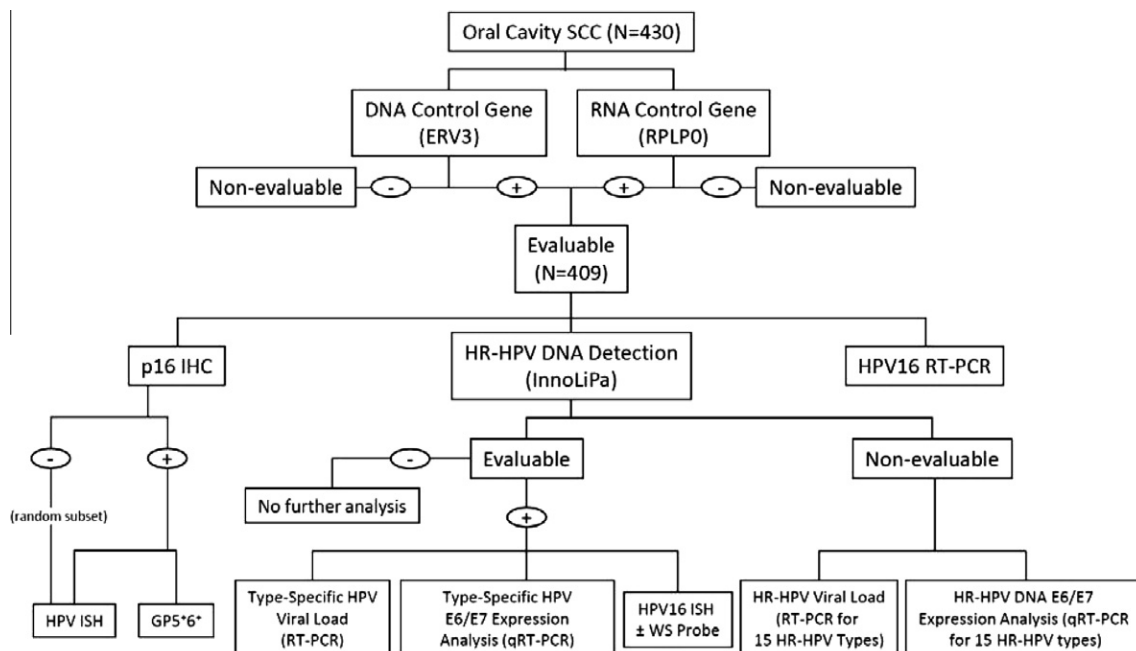 Oral Cavity SCC (N=430)
DNA Control Gene
(ERV3)
RNA Control Gene
(RPLP0)
Non-evaluable
-
+
+
-
Non-evaluable
Evaluable
(N=409)
p16 IHC
HR-HPV DNA Detection
(InnoLiPa)
HPV16 RT-PCR
-
+
-
Evaluable
Non-evaluable
No further analysis
+
(random subset)
HPV ISH
GP5⁺6⁺
Type-Specific HPV
Viral Load
(RT-PCR)
Type-Specific HPV
E6/E7 Expression
Analysis (qRT-PCR)
HPV16 ISH
± WS Probe
HR-HPV Viral Load
(RT-PCR for
15 HR-HPV Types)
HR-HPV DNA E6/E7
Expression Analysis (qRT-PCR
for 15 HR-HPV types)